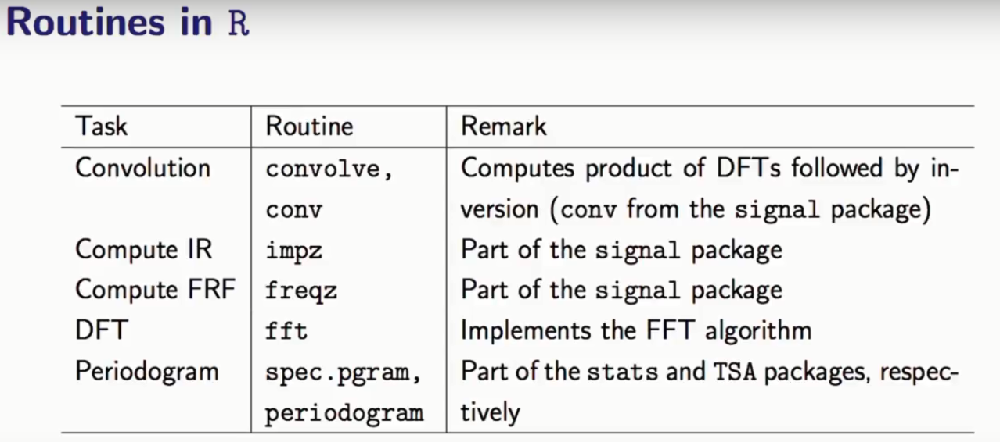 Routines in R
Task Routine Remark
Convolution convolve, Computes product of DFTs followed by in-
conv version (conv from the signal package)
Compute IR impz Part of the signal package
Compute FRF freqz Part of the signal package
DFT fft Implements the FFT algorithm
Periodogram spec.pgram, Part of the stats and TSA packages, respec-
periodogram tively